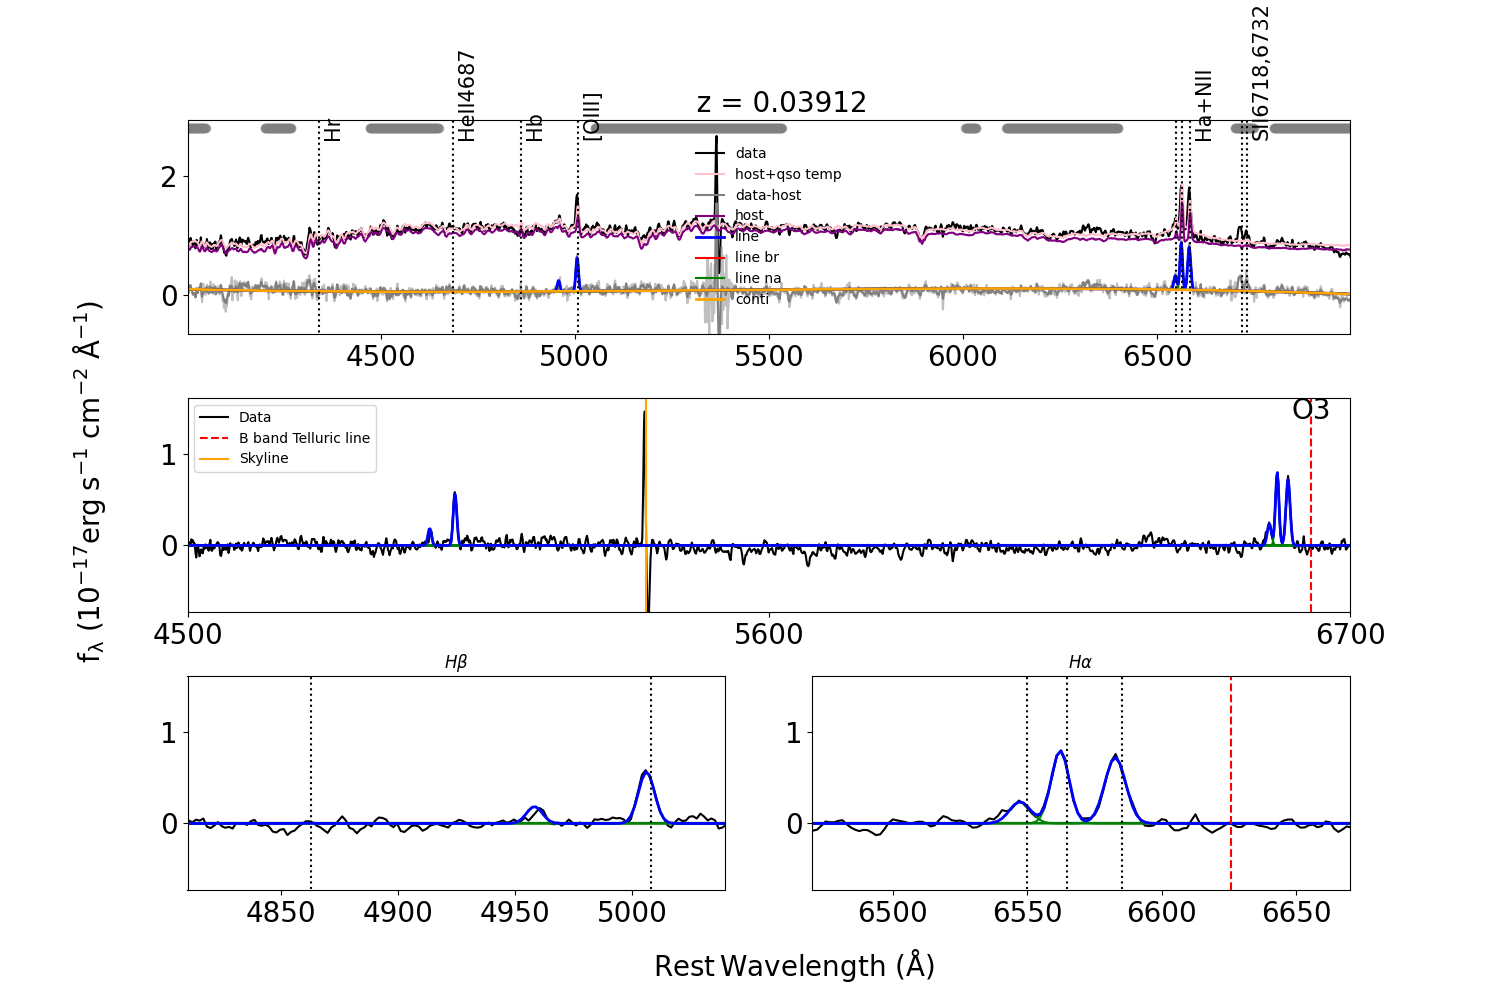 Hr
HeII4687
Hb
[OIII]
Ha+NII
SII6718,6732
z = 0.03912
data
host+qso temp
data-host
host
line
line br
line na
conti
2
0
4500 5000 5500 6000 6500
Data
B band Telluric line
Skyline
O3
1
0
4500 5600 6700
fλ (10⁻¹⁷erg s⁻¹ cm⁻² Å⁻¹)
Hβ
1
0
4850 4900 4950 5000
Hα
1
0
6500 6550 6600 6650
Rest Wavelength (Å)